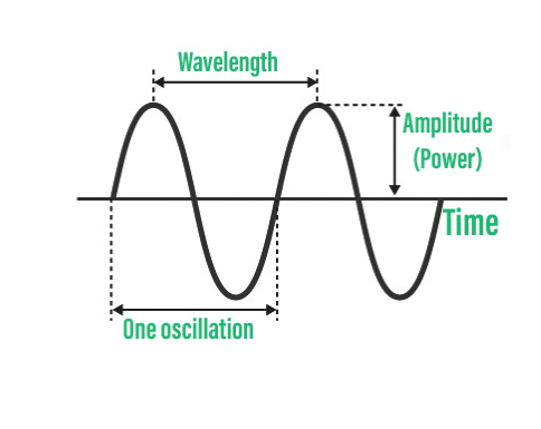 Wavelength
Amplitude
(Power)
Time
One oscillation